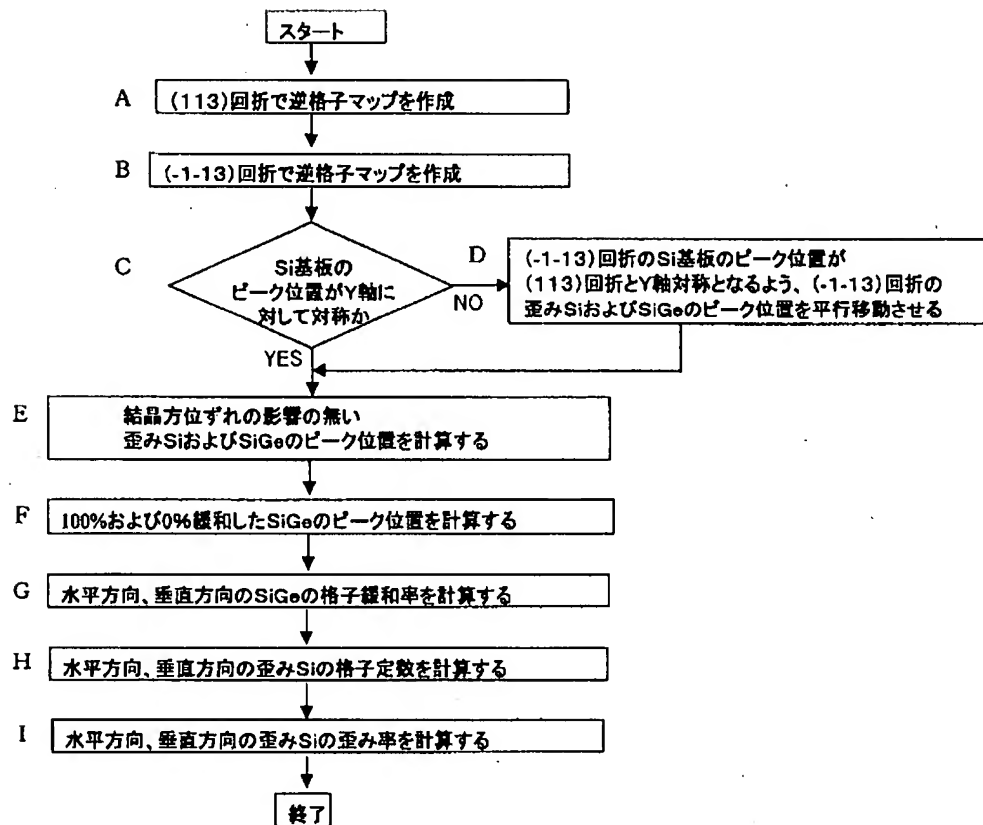 スタート
A (113)回折で逆格子マップを作成
B (-1-13)回折で逆格子マップを作成
C
Si基板の
ピーク位置がY軸に
対して対称か
NO
YES
D
(-1-13)回折のSi基板のピーク位置が
(113)回折とY軸対称となるよう、(-1-13)回折の
歪みSiおよびSiGeのピーク位置を平行移動させる
E
結晶方位ずれの影響の無い
歪みSiおよびSiGeのピーク位置を計算する
F 100%および0%緩和したSiGeのピーク位置を計算する
G 水平方向、垂直方向のSiGeの格子緩和率を計算する
H 水平方向、垂直方向の歪みSiの格子定数を計算する
I 水平方向、垂直方向の歪みSiの歪み率を計算する
終了